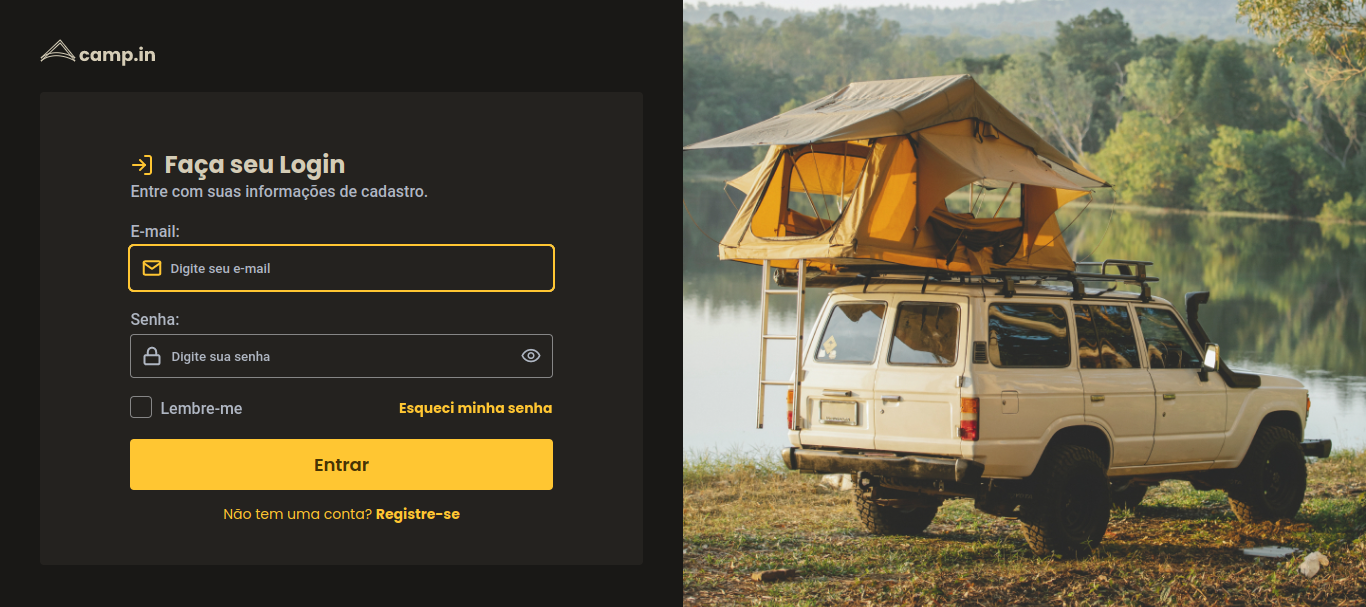 camp.in
Faça seu Login
Entre com suas informações de cadastro.
E-mail:
Digite seu e-mail
Senha:
Digite sua senha
Lembre-me
Esqueci minha senha
Entrar
Não tem uma conta? Registre-se